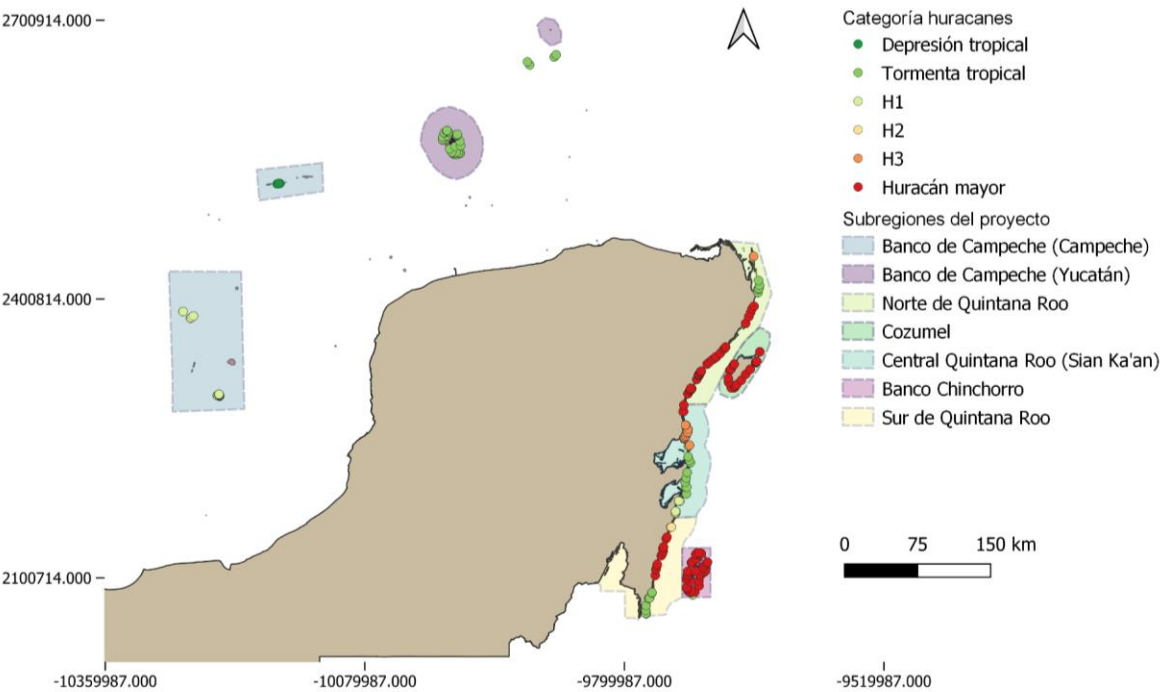 2700914.000
2400814.000
2100714.000
-10359987.000
-10079987.000
-9799987.000
-9519987.000
Categoría huracanes
Depresión tropical
Tormenta tropical
H1
H2
H3
Huracán mayor
Subregiones del proyecto
Banco de Campeche (Campeche)
Banco de Campeche (Yucatán)
Norte de Quintana Roo
Cozumel
Central Quintana Roo (Sian Ka'an)
Banco Chinchorro
Sur de Quintana Roo
0 75 150 km